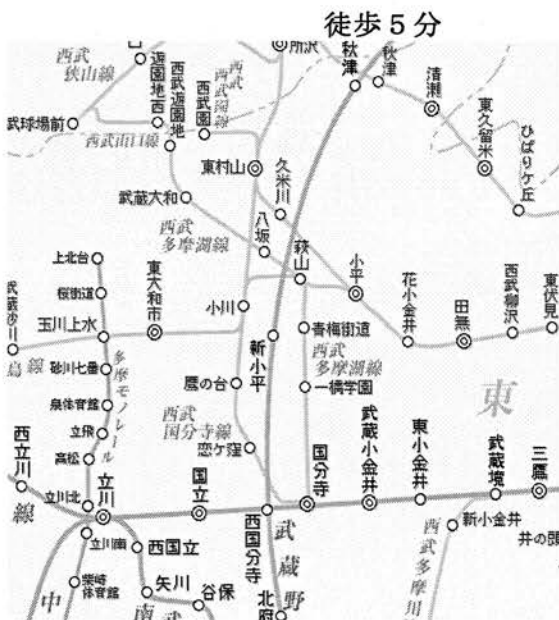 徒歩５分
所沢
秋津
秋津
清瀬
東久留米
ひばりケ丘
西武
狭山線
遊園地西
西武遊園地
西武園
西武
西武園線
武球場前
西武山口線
東村山
久米川
武蔵大和
西武
多摩湖線
八坂
萩山
小平
花小金井
田無
西武柳沢
東伏見
上北台
桜街道
東大和市
玉川上水
武蔵砂川
島線
小川
青梅街道
新小平
西武
多摩湖線
砂川七番
多摩モノレール
鷹の台
一橋学園
泉体育館
西武
国分寺線
恋ケ窪
立飛
高松
東
西立川
線
立川北
立川
国立
西国分寺
国分寺
武蔵小金井
東小金井
武蔵境
三鷹
新小金井
井の頭
西武多摩川
立川南
西国立
武蔵野
柴崎
体育館
矢川
谷保
中
南武
北府